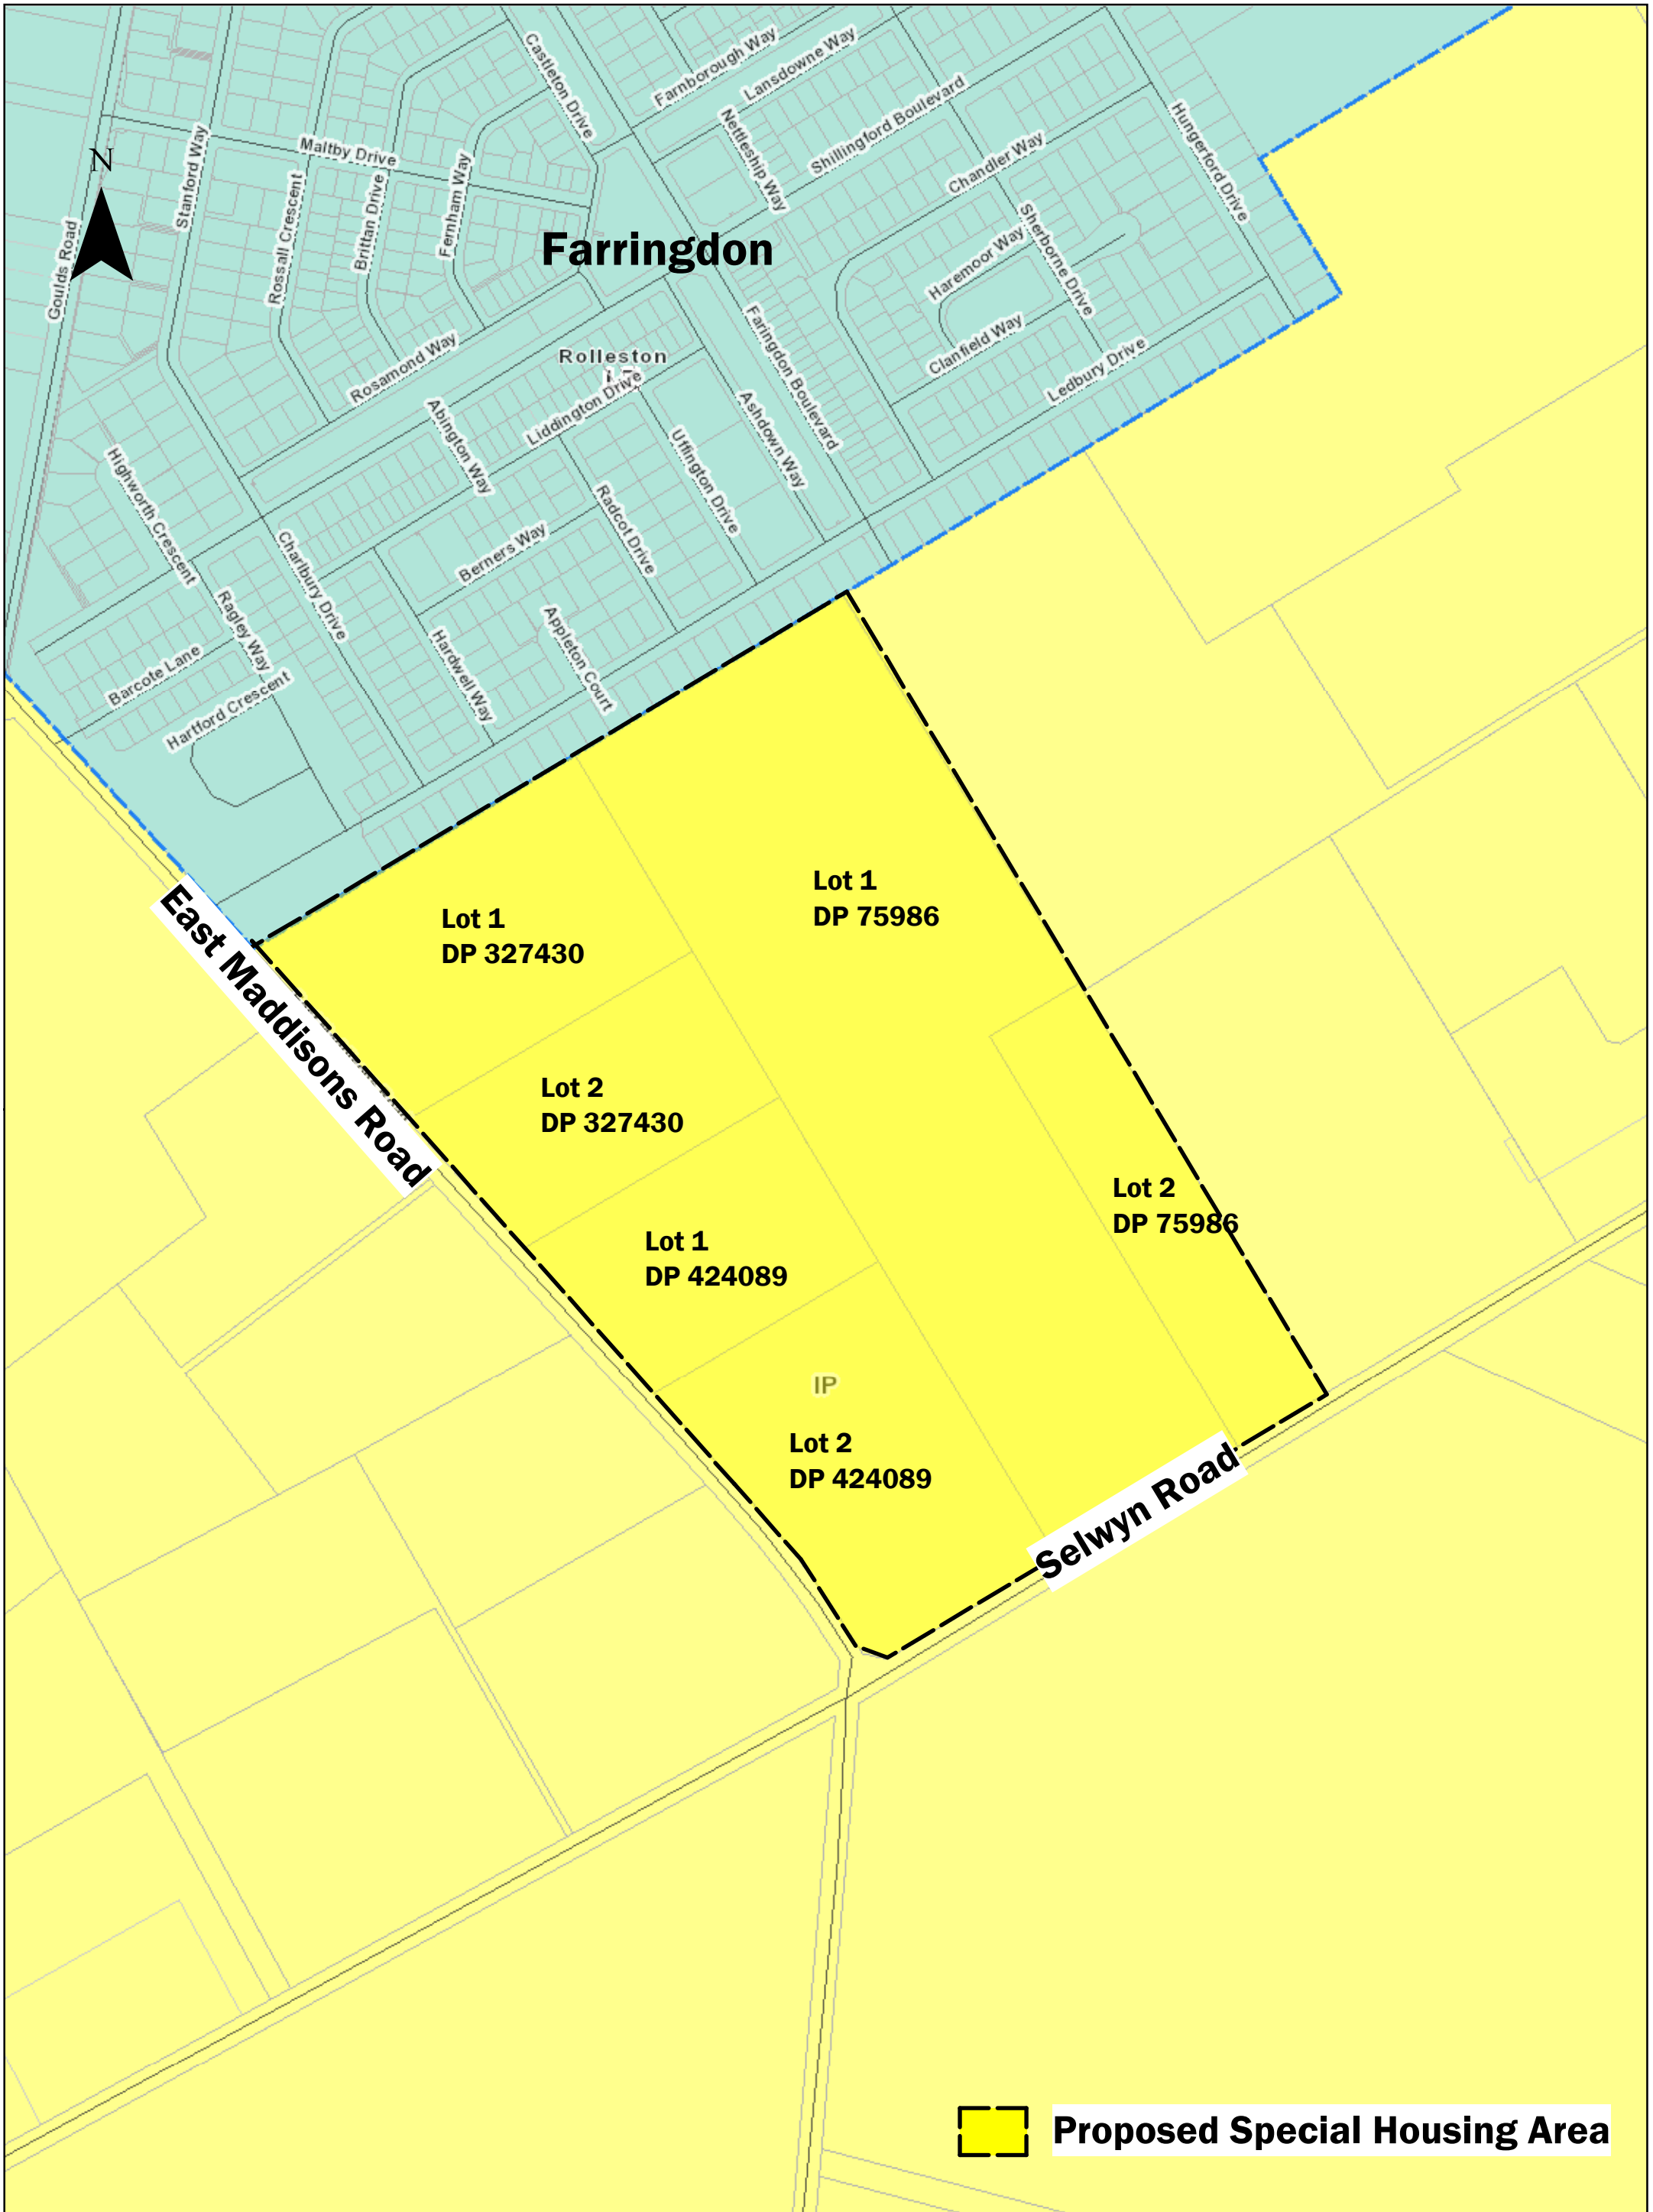 Castleton Drive
Farnborough Way
Lansdowne Way
Nettleship Way
Shillingford Boulevard
Hungerford Drive
Chandler Way
Stanford Way
Maltby Drive
N
Goulds Road
Rossall Crescent
Brittan Drive
Fernham Way
Farringdon
Haremoor Way
Sherborne Drive
Rosamond Way
Rolleston
Faringdon Boulevard
Clanfield Way
Ledbury Drive
Liddington Drive
Abington Way
Ashdown Way
Uffington Drive
Highworth Crescent
Radcot Drive
Charlbury Drive
Berners Way
Ragley Way
Appleton Court
Hardwell Way
Barcote Lane
Hartford Crescent
East Maddisons Road
Lot 1
DP 75986
Lot 1
DP 327430
Lot 2
DP 327430
Lot 2
DP 75986
Lot 1
DP 424089
IP
Lot 2
DP 424089
Selwyn Road
Proposed Special Housing Area